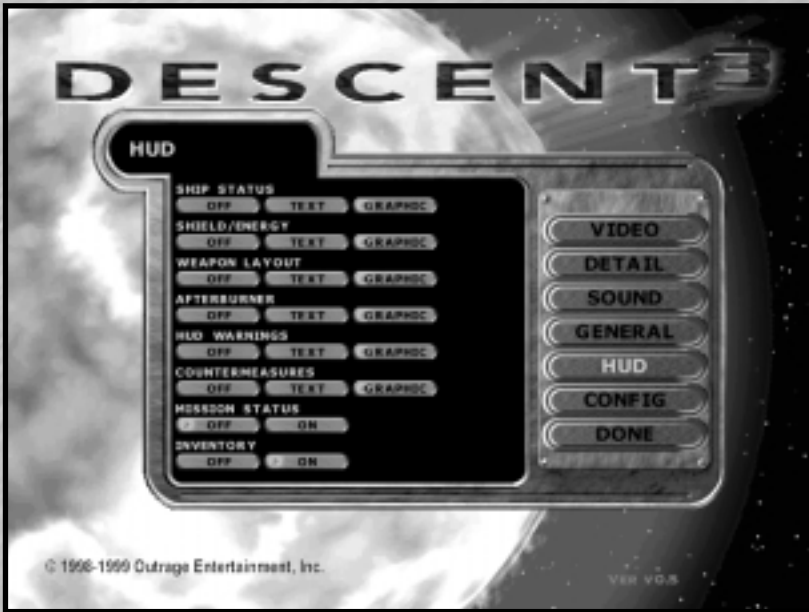 DESCENT3
HUD
SHIP STATUS
OFF TEXT GRAPHIC
SHIELD/ENERGY
OFF TEXT GRAPHIC
WEAPON LAYOUT
OFF TEXT GRAPHIC
AFTERBURNER
OFF TEXT GRAPHIC
HUD WARNINGS
OFF TEXT GRAPHIC
COUNTERMEASURES
OFF TEXT GRAPHIC
MISSION STATUS
OFF ON
INVENTORY
OFF ON
VIDEO
DETAIL
SOUND
GENERAL
HUD
CONFIG
DONE
© 1998-1999 Outrage Entertainment, Inc.
VER V0.5